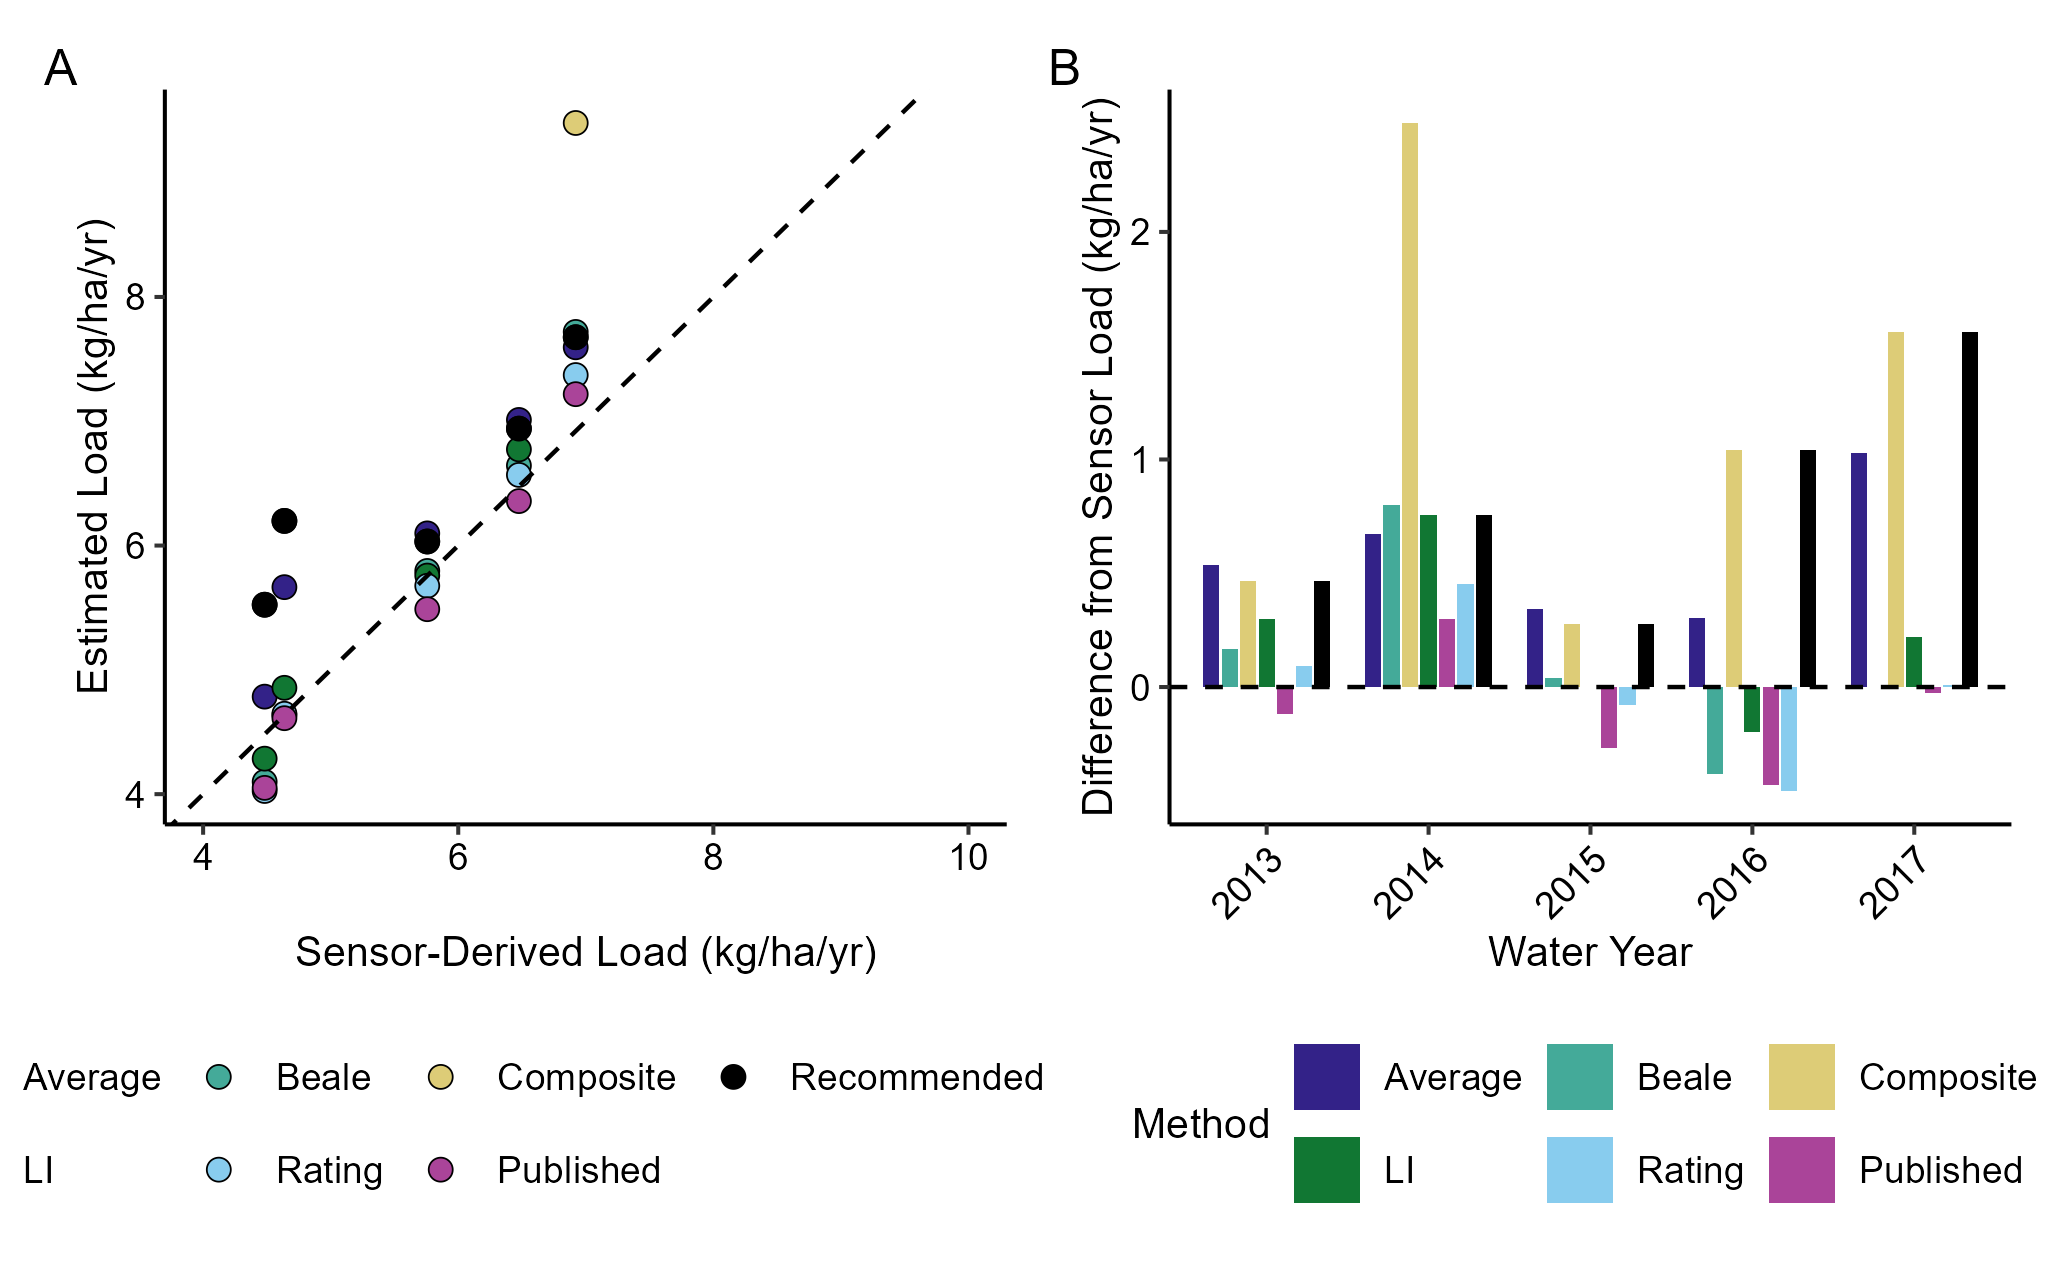 A
Estimated Load (kg/ha/yr)
8
6
4
4 6 8 10
Sensor-Derived Load (kg/ha/yr)
Average Beale Composite Recommended
LI Rating Published
B
Difference from Sensor Load (kg/ha/yr)
2
1
0
2013 2014 2015 2016 2017
Water Year
Method
Average Beale Composite
LI Rating Published